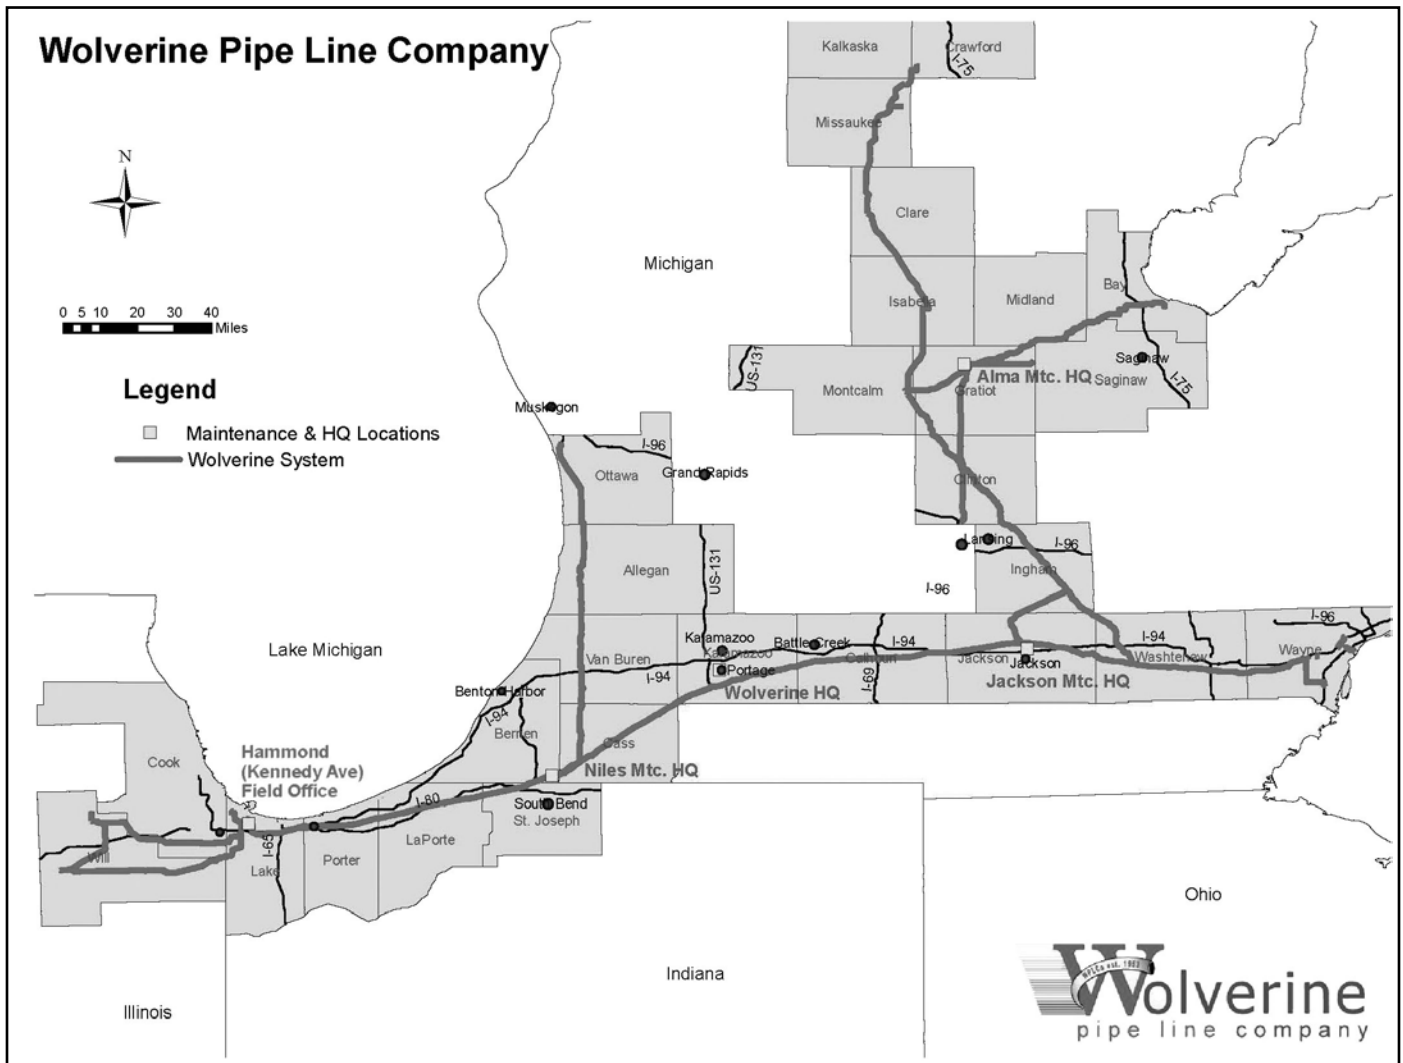 Wolverine Pipe Line Company
Kalkaska
Crawford
I-75
Missaukee
N
Clare
Michigan
Isabella
Midland
Bay
0 5 10 20 30 40
Miles
US-131
Saginaw
Legend
Montcalm
Alma Mtc. HQ
Gratiot
Saginaw
I-75
Muskegon
Maintenance & HQ Locations
Wolverine System
I-96
Ottawa
Grand Rapids
Clinton
Lansing
I-96
Allegan
US-131
Ingham
I-96
I-96
Lake Michigan
Kalamazoo
Kalamazoo
Battle Creek
I-94
I-94
Van Buren
Calhoun
Jackson
Jackson
Washtenaw
Wayne
Portage
I-94
I-69
Jackson Mtc. HQ
Benton Harbor
Wolverine HQ
I-94
Berrien
Cass
Hammond
(Kennedy Ave)
Field Office
Cook
Niles Mtc. HQ
I-80
South Bend
St. Joseph
I-65
LaPorte
Will
Porter
Lake
Ohio
Indiana
Illinois
WPLCo est. 1953
Wolverine
pipe line company